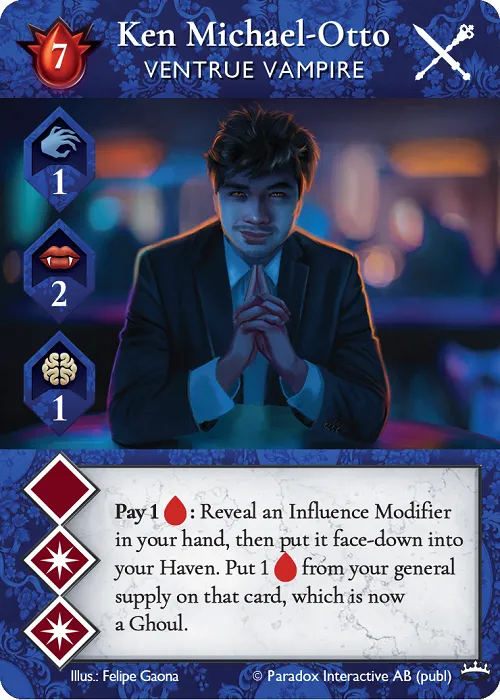 7
Ken Michael-Otto
VENTRUE VAMPIRE
1
2
1
Pay 1 : Reveal an Influence Modifier
in your hand, then put it face-down into
your Haven. Put 1 from your general
supply on that card, which is now
a Ghoul.
Illus.: Felipe Gaona © Paradox Interactive AB (publ)